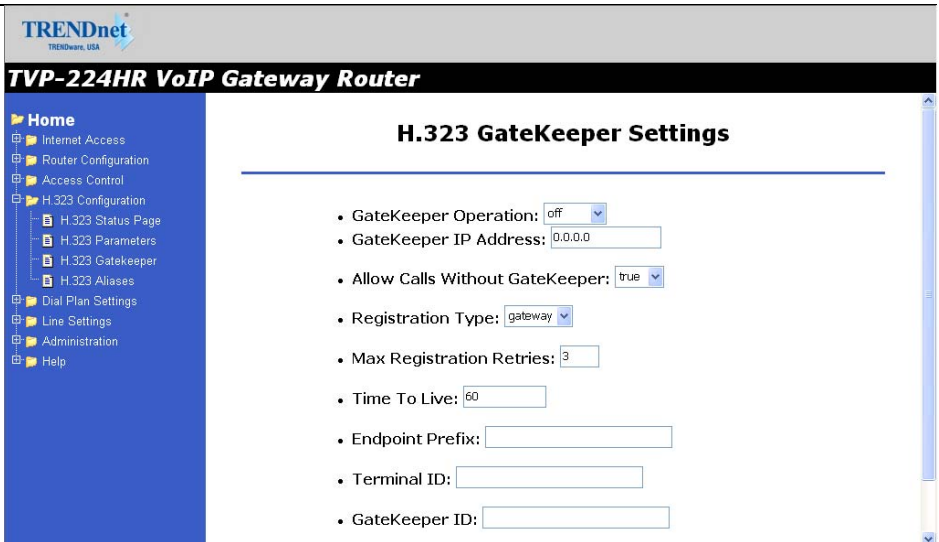 TRENDnet
TRENDware, USA
TVP-224HR VoIP Gateway Router
Home
Internet Access
Router Configuration
Access Control
H.323 Configuration
H.323 Status Page
H.323 Parameters
H.323 Gatekeeper
H.323 Aliases
Dial Plan Settings
Line Settings
Administration
Help
H.323 GateKeeper Settings
• GateKeeper Operation: off
• GateKeeper IP Address: 0.0.0.0
• Allow Calls Without GateKeeper: true
• Registration Type: gateway
• Max Registration Retries: 3
• Time To Live: 60
• Endpoint Prefix:
• Terminal ID:
• GateKeeper ID: